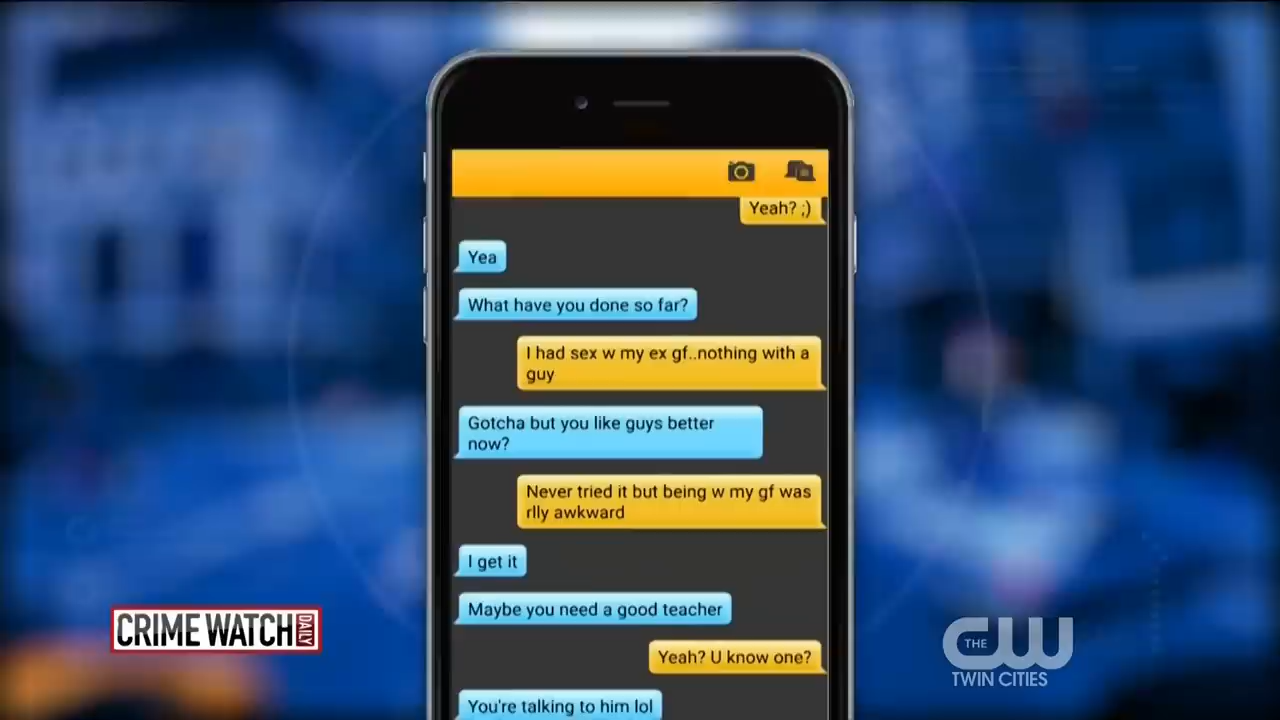 Yeah? ;)
Yea
What have you done so far?
I had sex w my ex gf..nothing with a
guy
Gotcha but you like guys better
now?
Never tried it but being w my gf was
rlly awkward
I get it
Maybe you need a good teacher
Yeah? U know one?
You're talking to him lol
CRIME WATCH DAILY
THE CW
TWIN CITIES